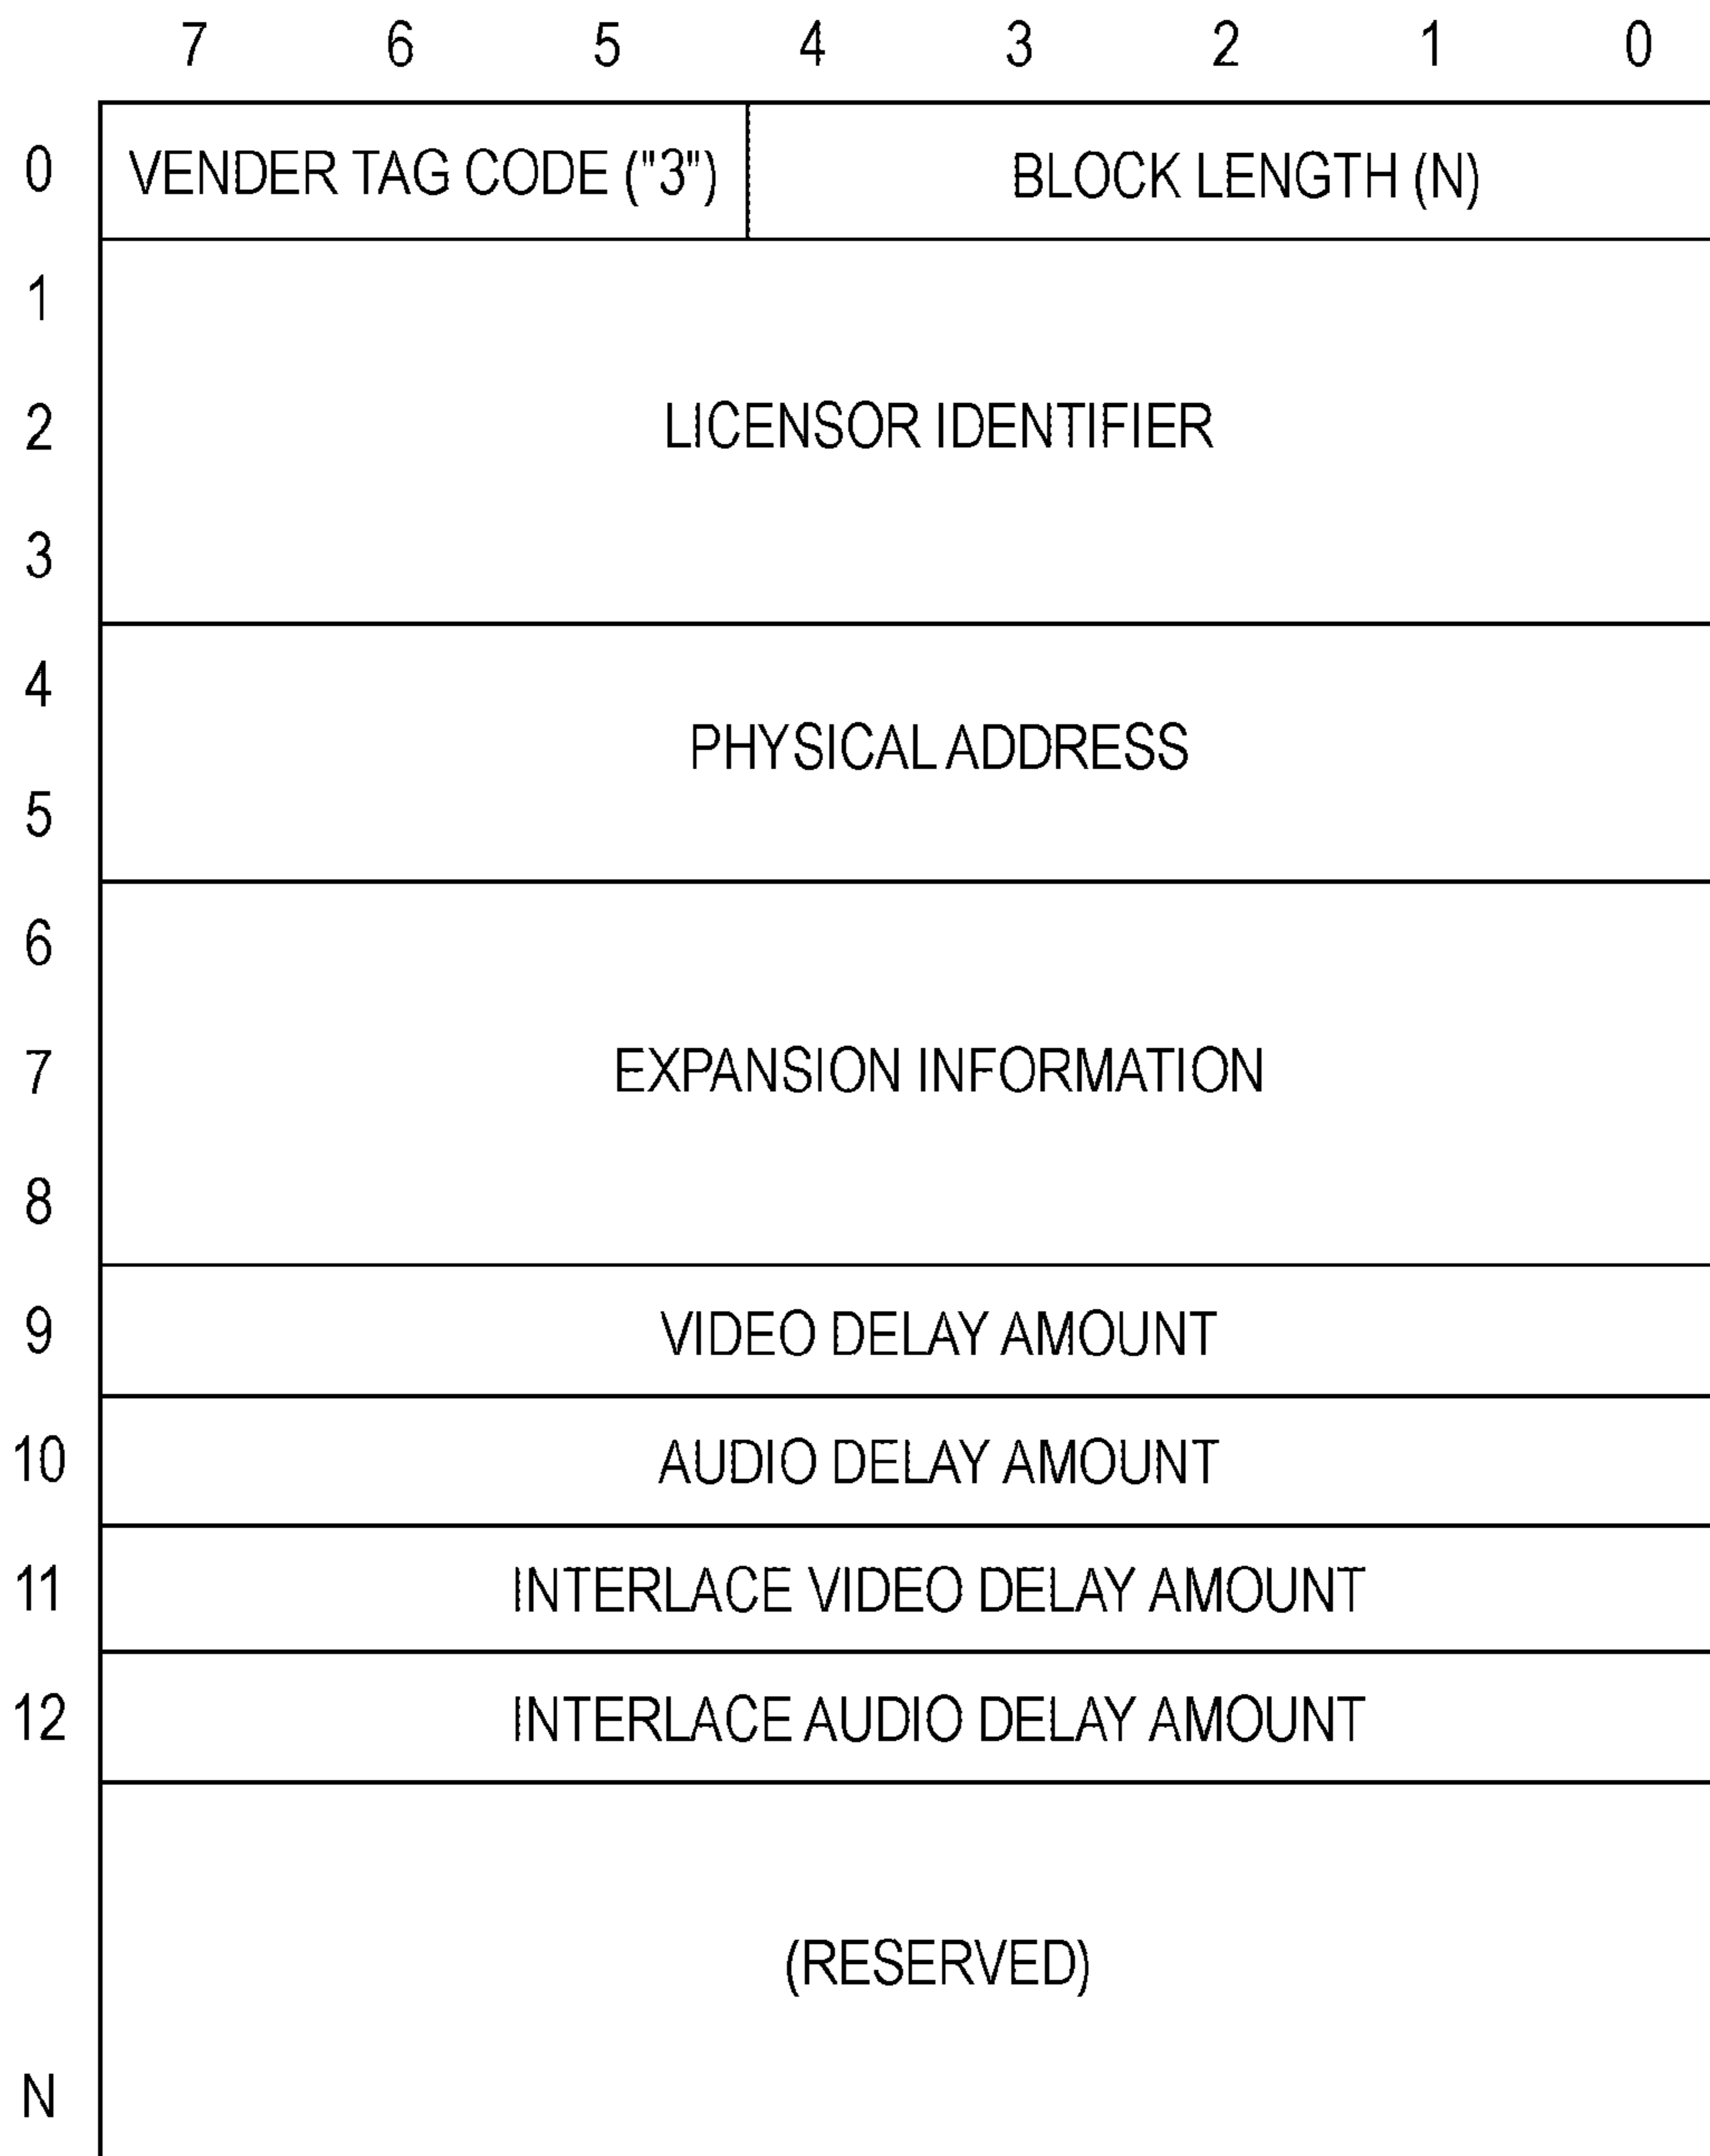 7 6 5 4 3 2 1 0
0 VENDER TAG CODE ("3") BLOCK LENGTH (N)
1
2 LICENSOR IDENTIFIER
3
4
PHYSICAL ADDRESS
5
6
7 EXPANSION INFORMATION
8
9 VIDEO DELAY AMOUNT
10 AUDIO DELAY AMOUNT
11 INTERLACE VIDEO DELAY AMOUNT
12 INTERLACE AUDIO DELAY AMOUNT
(RESERVED)
N